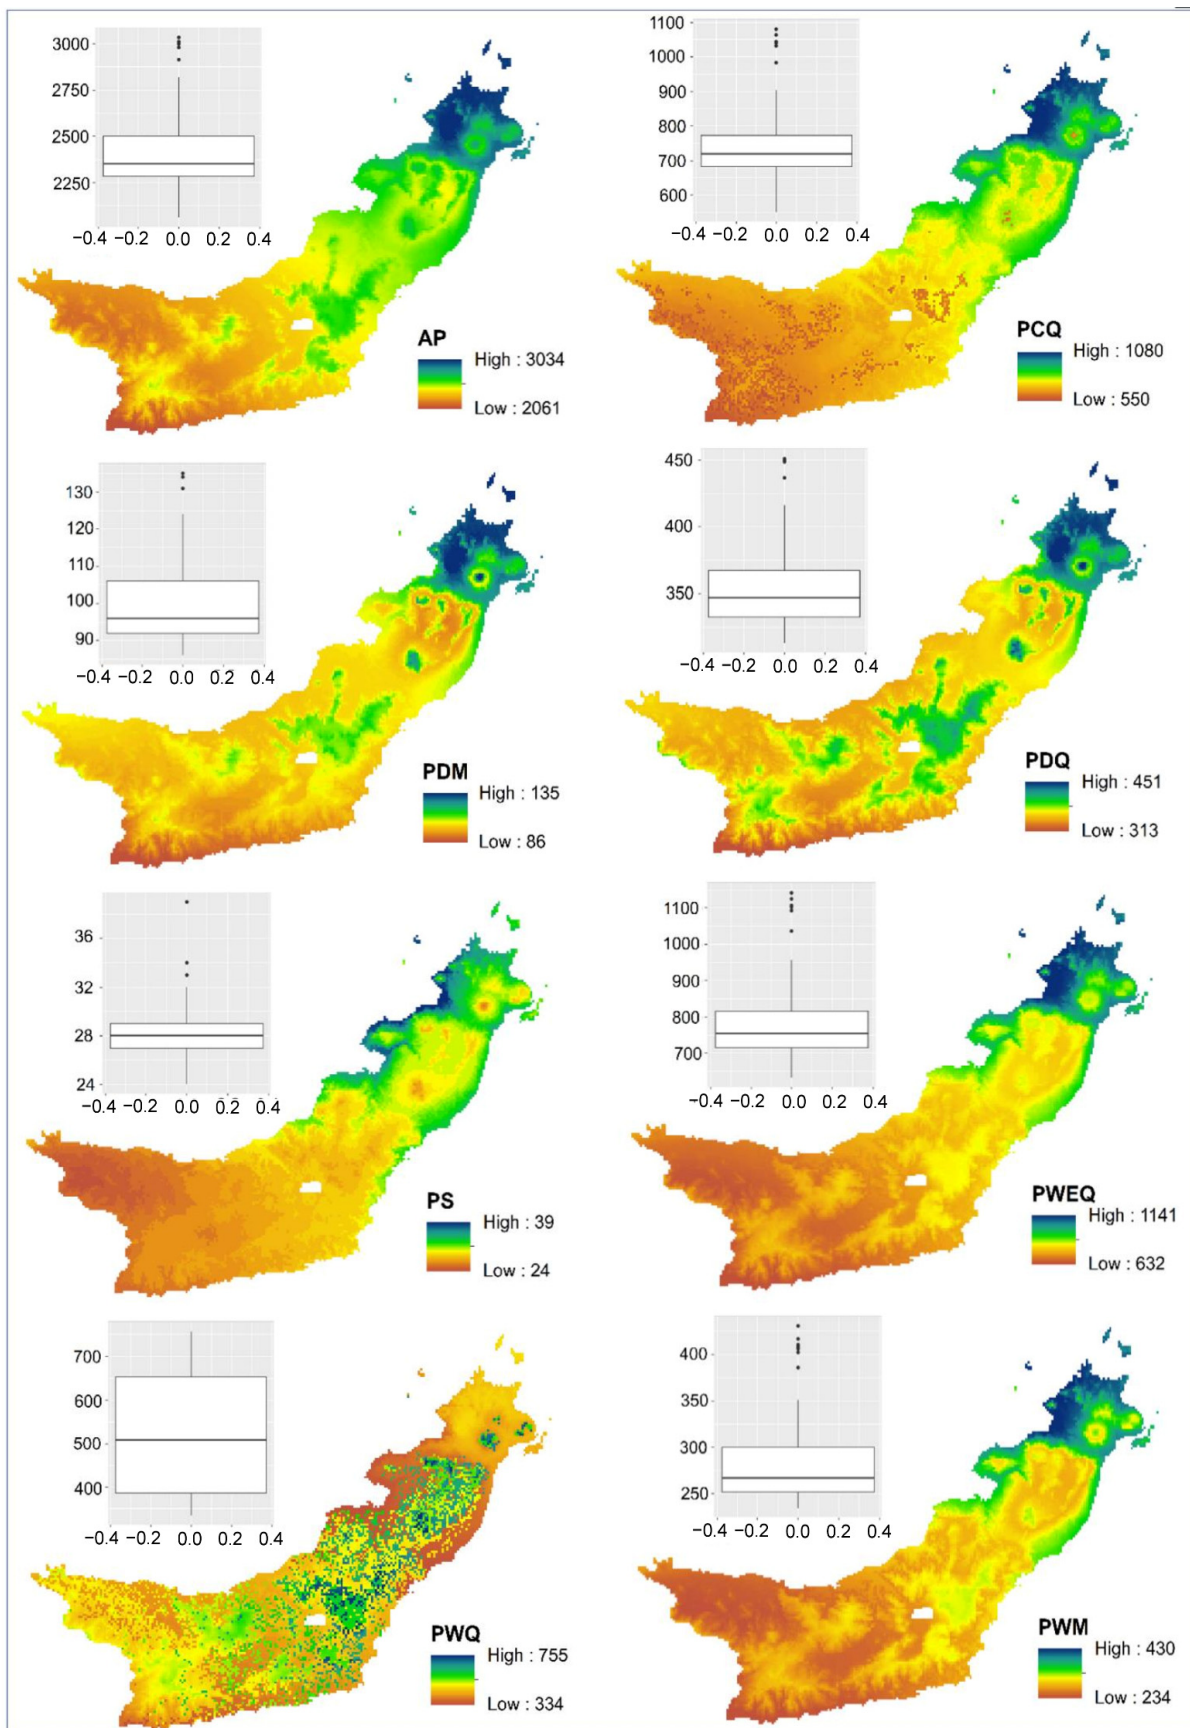 3000
2750
2500
2250
−0.4 −0.2 0.0 0.2 0.4
AP
High : 3034
Low : 2061
1100
1000
900
800
700
600
−0.4 −0.2 0.0 0.2 0.4
PCQ
High : 1080
Low : 550
130
120
110
100
90
−0.4 −0.2 0.0 0.2 0.4
PDM
High : 135
Low : 86
450
400
350
−0.4 −0.2 0.0 0.2 0.4
PDQ
High : 451
Low : 313
36
32
28
24
−0.4 −0.2 0.0 0.2 0.4
PS
High : 39
Low : 24
1100
1000
900
800
700
−0.4 −0.2 0.0 0.2 0.4
PWEQ
High : 1141
Low : 632
700
600
500
400
−0.4 −0.2 0.0 0.2 0.4
PWQ
High : 755
Low : 334
400
350
300
250
−0.4 −0.2 0.0 0.2 0.4
PWM
High : 430
Low : 234